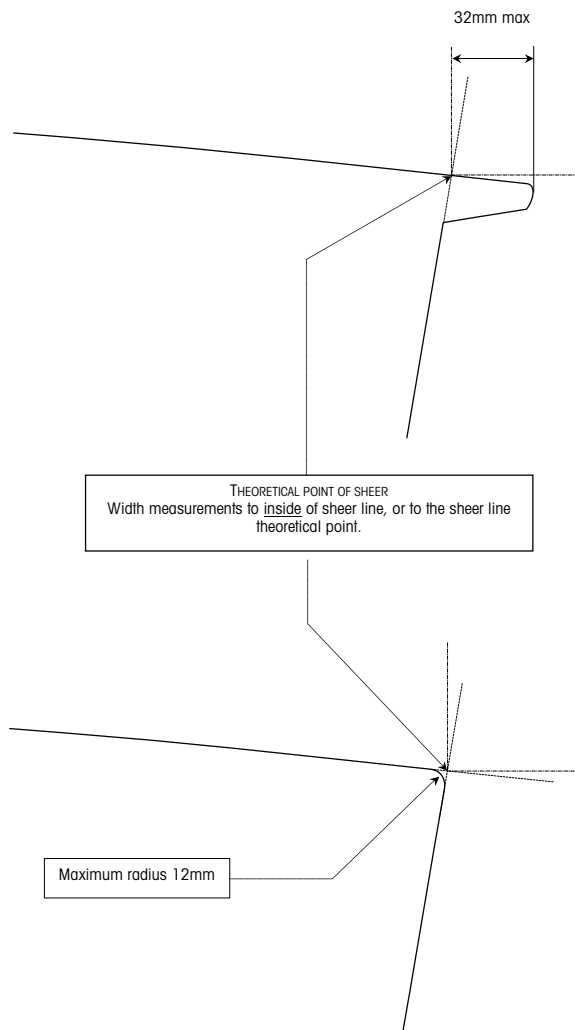 32mm max
THEORETICAL POINT OF SHEER
Width measurements to inside of sheer line, or to the sheer line
theoretical point.
Maximum radius 12mm